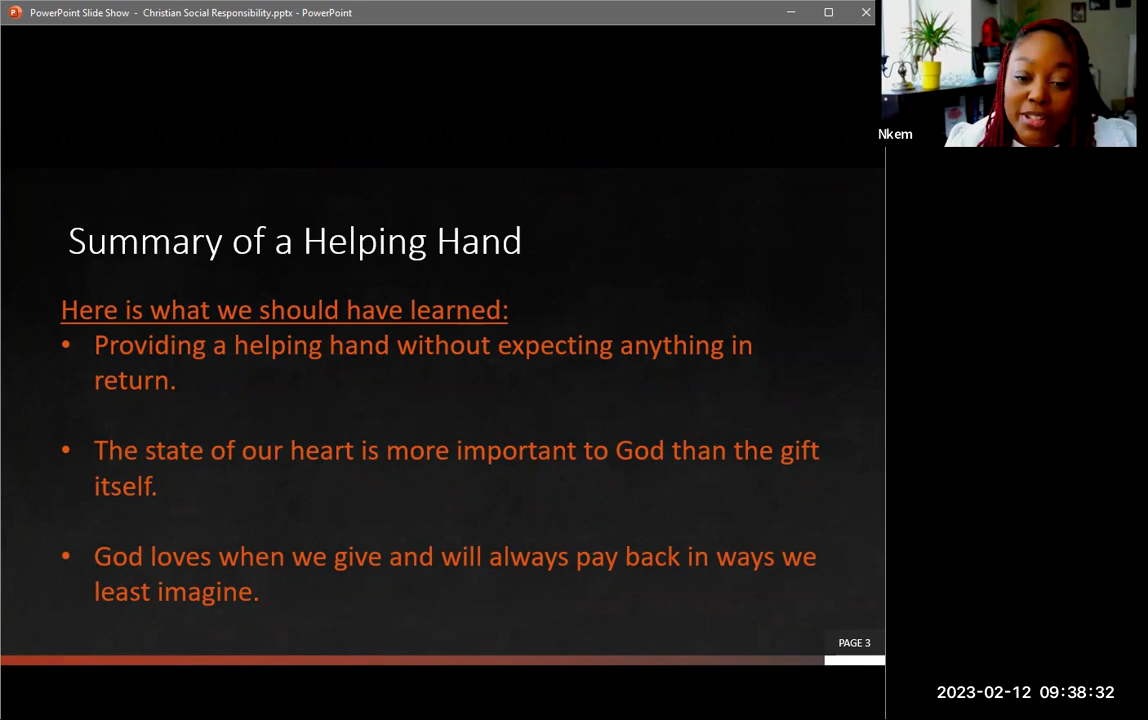 PowerPoint Slide Show - Christian Social Responsibility.pptx - PowerPoint
Nkem
Summary of a Helping Hand
Here is what we should have learned:
• Providing a helping hand without expecting anything in
return.
• The state of our heart is more important to God than the gift
itself.
• God loves when we give and will always pay back in ways we
least imagine.
PAGE 3
2023-02-12 09:38:32